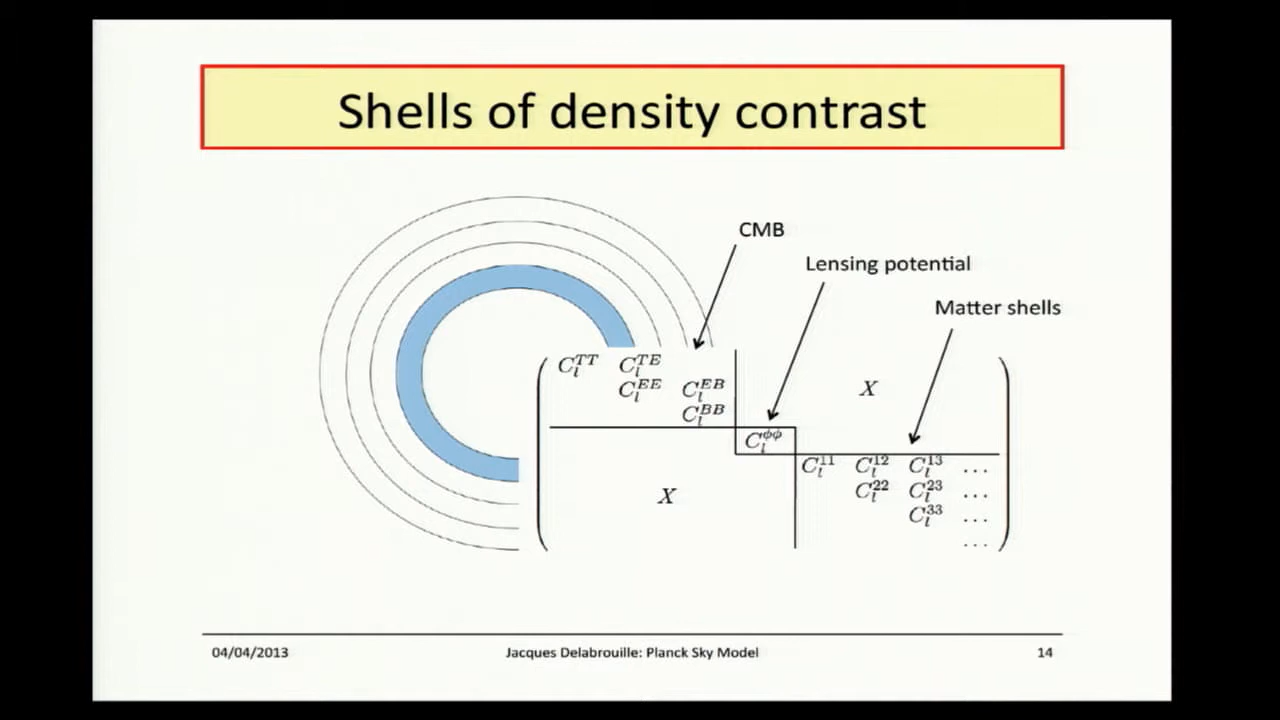 Shells of density contrast
CMB
Lensing potential
Matter shells
C_l^{TT} C_l^{TE}
C_l^{EE} C_l^{EB}
C_l^{BB}
X
C_l^{φφ}
C_l^{11} C_l^{12} C_l^{13} ...
C_l^{22} C_l^{23} ...
C_l^{33} ...
...
X
04/04/2013 Jacques Delabrouille: Planck Sky Model 14